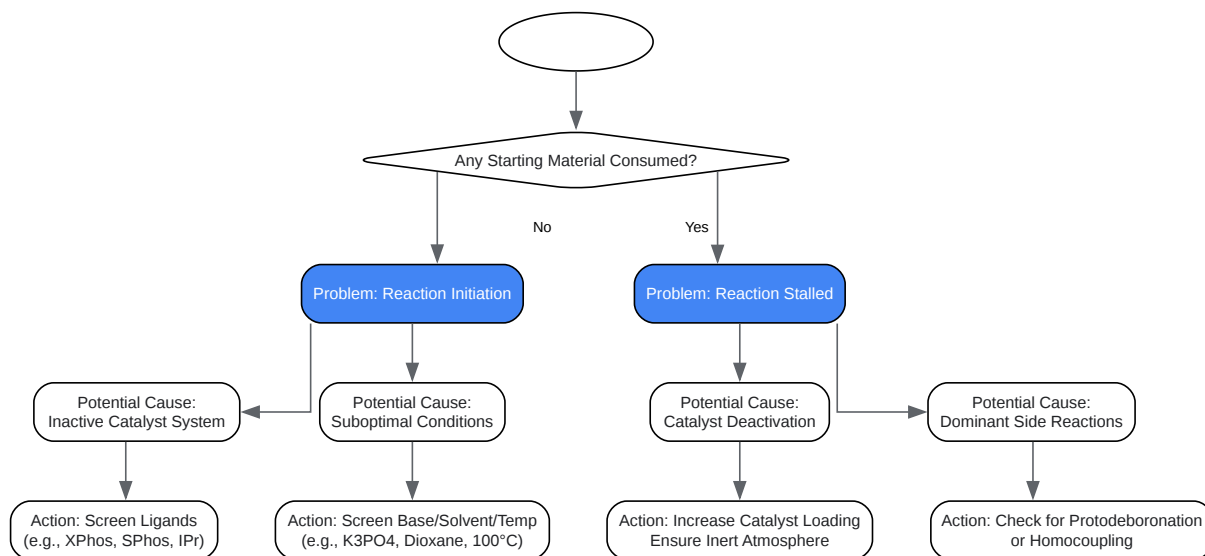 Any Starting Material Consumed?
No
Yes
Problem: Reaction Initiation
Problem: Reaction Stalled
Potential Cause:
Inactive Catalyst System
Potential Cause:
Suboptimal Conditions
Potential Cause:
Catalyst Deactivation
Potential Cause:
Dominant Side Reactions
Action: Screen Ligands
(e.g., XPhos, SPhos, IPr)
Action: Screen Base/Solvent/Temp
(e.g., K3PO4, Dioxane, 100°C)
Action: Increase Catalyst Loading
Ensure Inert Atmosphere
Action: Check for Protodeboronation
or Homocoupling